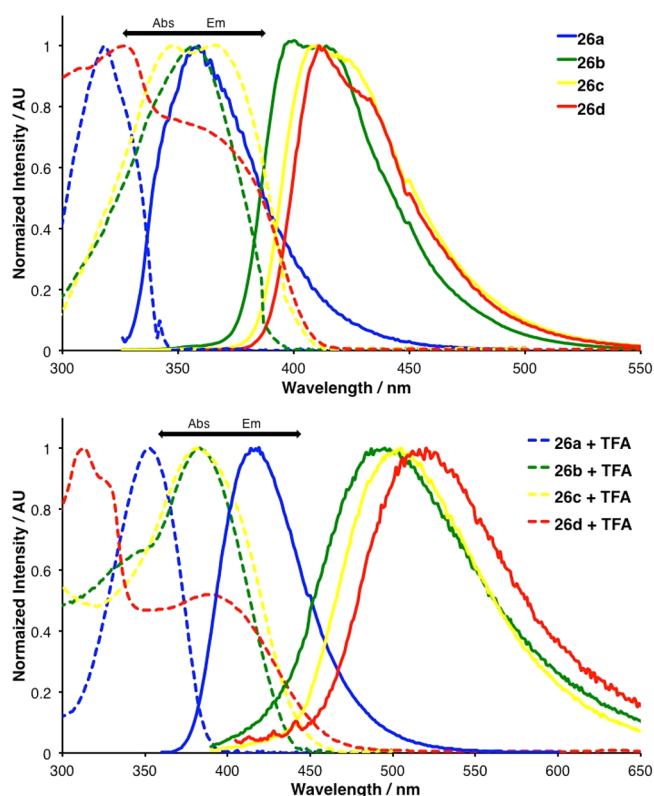 Abs Em
26a
26b
26c
26d
Normaized Intensity / AU
1
0.8
0.6
0.4
0.2
0
300 350 400 450 500 550
Wavelength / nm
Abs Em
26a + TFA
26b + TFA
26c + TFA
26d + TFA
Normaized Intensity / AU
1
0.8
0.6
0.4
0.2
0
300 350 400 450 500 550 600 650
Wavelength / nm